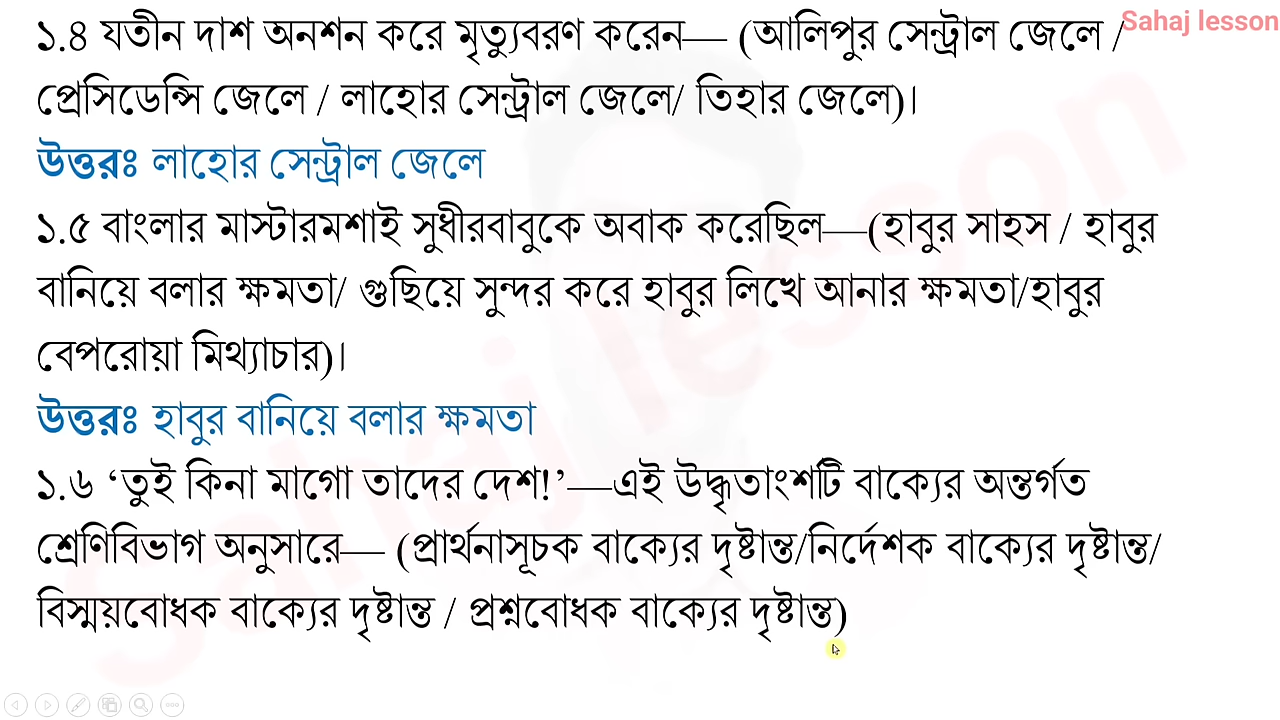 Sahaj lesson
১.৪ যতীন দাশ অনশন করে মৃত্যুবরণ করেন— (আলিপুর সেন্ট্রাল জেলে /
প্রেসিডেন্সি জেলে / লাহোর সেন্ট্রাল জেলে/ তিহার জেলে)।
উত্তরঃ লাহোর সেন্ট্রাল জেলে
১.৫ বাংলার মাস্টারমশাই সুধীরবাবুকে অবাক করেছিল—(হাবুর সাহস / হাবুর
বানিয়ে বলার ক্ষমতা/ গুছিয়ে সুন্দর করে হাবুর লিখে আনার ক্ষমতা/হাবুর
বেপরোয়া মিথ্যাচার)।
উত্তরঃ হাবুর বানিয়ে বলার ক্ষমতা
১.৬ ‘তুই কিনা মাগো তাদের দেশ!’—এই উদ্ধৃতাংশটি বাক্যের অন্তর্গত
শ্রেণিবিভাগ অনুসারে— (প্রার্থনাসূচক বাক্যের দৃষ্টান্ত/নির্দেশক বাক্যের দৃষ্টান্ত/
বিস্ময়বোধক বাক্যের দৃষ্টান্ত / প্রশ্নবোধক বাক্যের দৃষ্টান্ত)
Sahaj lesson